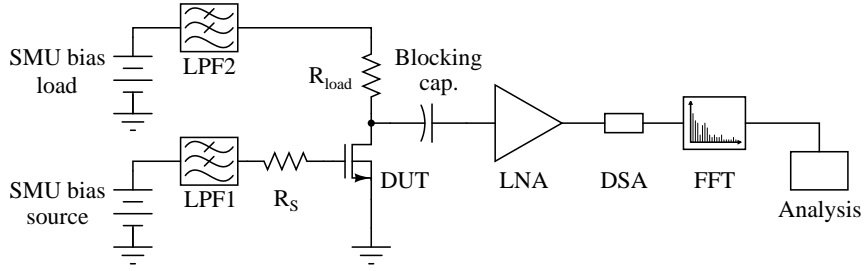 SMU bias
load
LPF2
R_load
Blocking
cap.
SMU bias
source
LPF1
R_S
DUT
LNA
DSA
FFT
Analysis